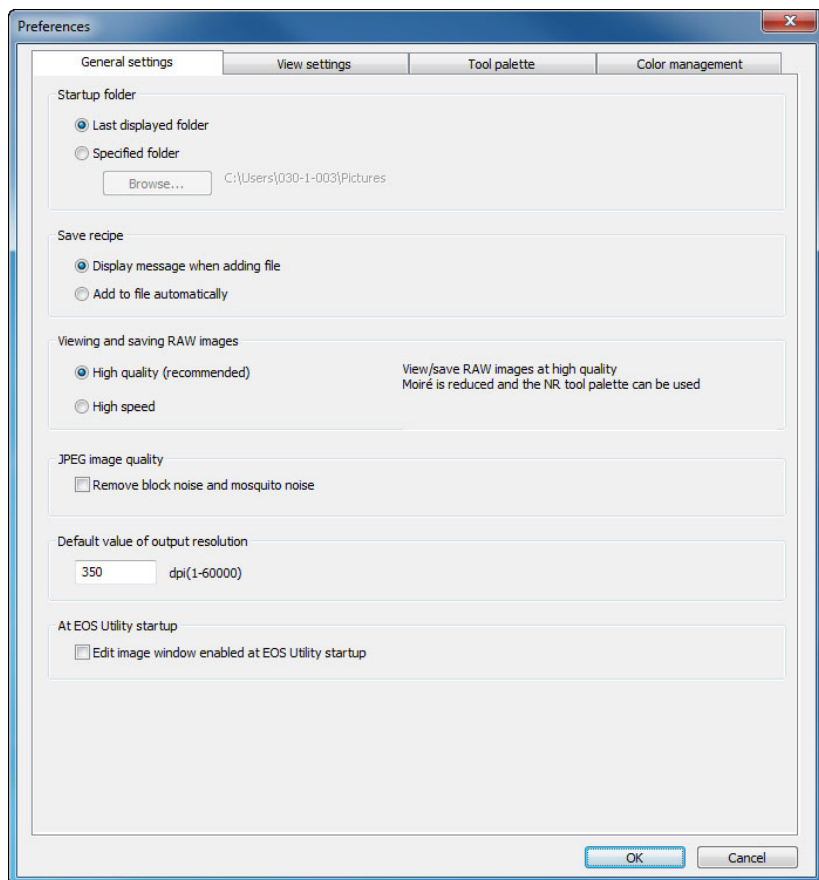 Preferences
General settings
View settings
Tool palette
Color management
Startup folder
Last displayed folder
Specified folder
Browse...
C:\Users\030-1-003\Pictures
Save recipe
Display message when adding file
Add to file automatically
Viewing and saving RAW images
High quality (recommended)
View/save RAW images at high quality
Moiré is reduced and the NR tool palette can be used
High speed
JPEG image quality
Remove block noise and mosquito noise
Default value of output resolution
350
dpi(1-60000)
At EOS Utility startup
Edit image window enabled at EOS Utility startup
OK
Cancel